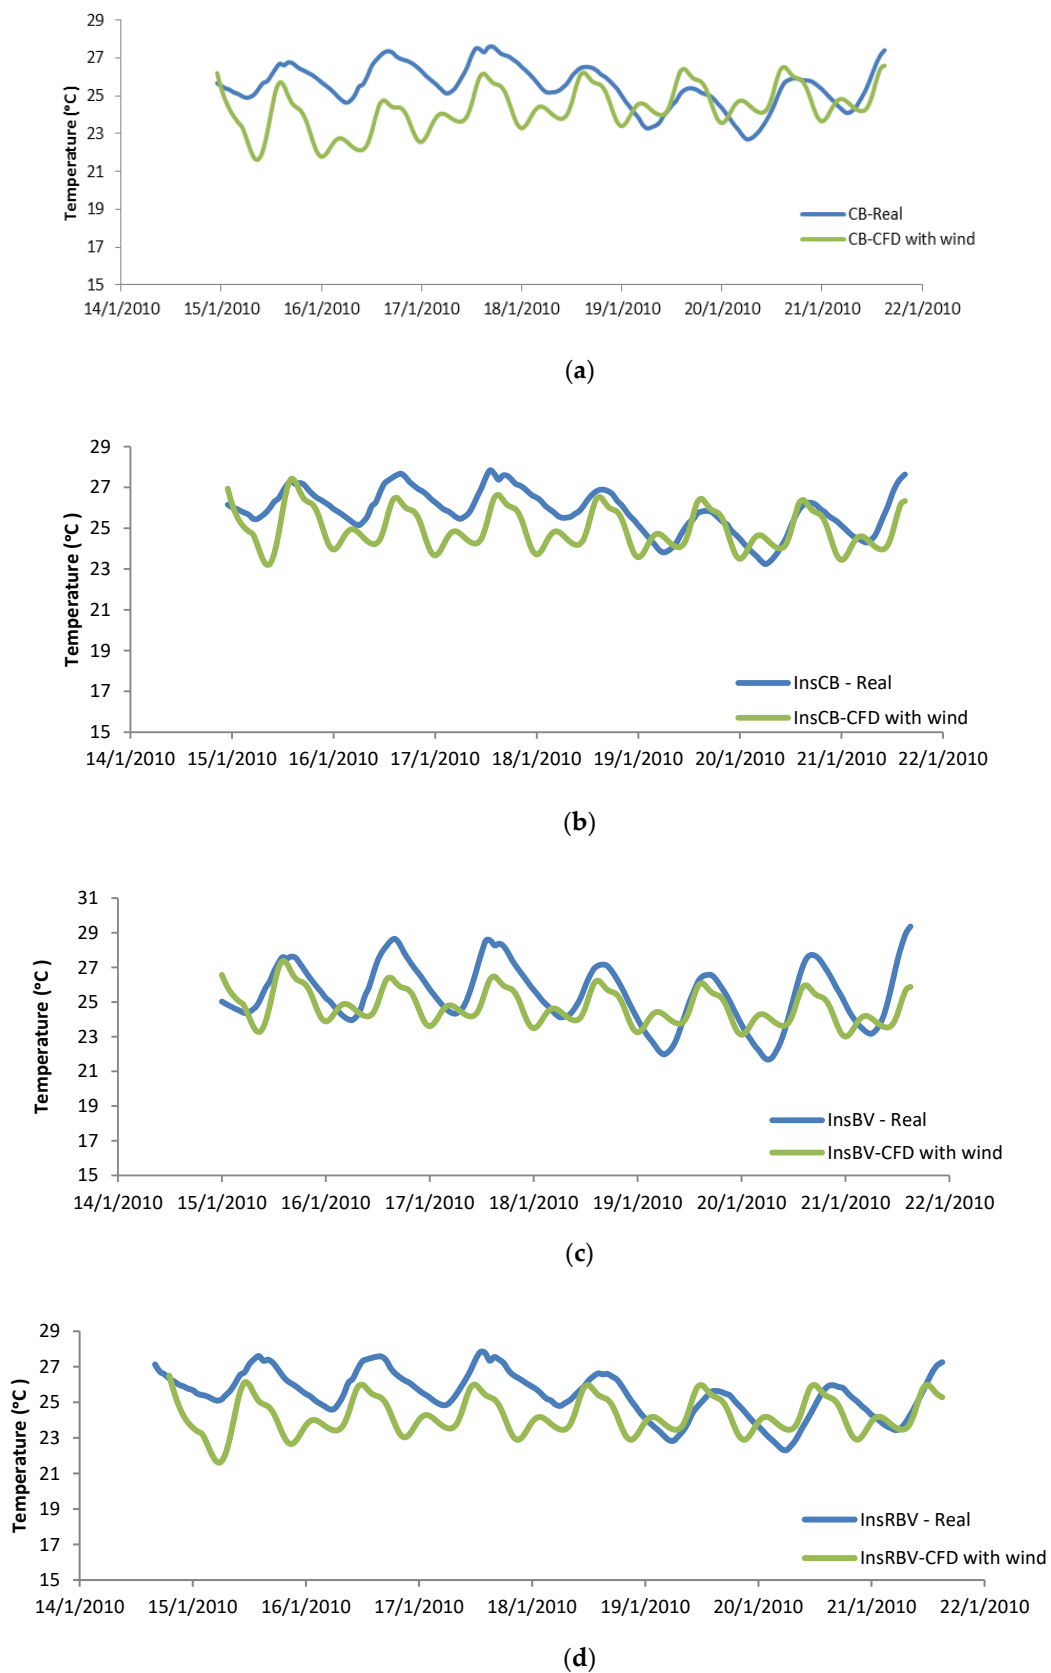 29
27
25
23
21
19
17
15
Temperature (°C)
CB-Real
CB-CFD with wind
14/1/2010 15/1/2010 16/1/2010 17/1/2010 18/1/2010 19/1/2010 20/1/2010 21/1/2010 22/1/2010
(a)
29
27
25
23
21
19
17
15
Temperature (°C )
InsCB - Real
InsCB-CFD with wind
14/1/2010 15/1/2010 16/1/2010 17/1/2010 18/1/2010 19/1/2010 20/1/2010 21/1/2010 22/1/2010
(b)
31
29
27
25
23
21
19
17
15
Temperature (°C )
InsBV - Real
InsBV-CFD with wind
14/1/2010 15/1/2010 16/1/2010 17/1/2010 18/1/2010 19/1/2010 20/1/2010 21/1/2010 22/1/2010
(c)
29
27
25
23
21
19
17
15
Temperature (°C )
InsRBV - Real
InsRBV-CFD with wind
14/1/2010 15/1/2010 16/1/2010 17/1/2010 18/1/2010 19/1/2010 20/1/2010 21/1/2010 22/1/2010
(d)